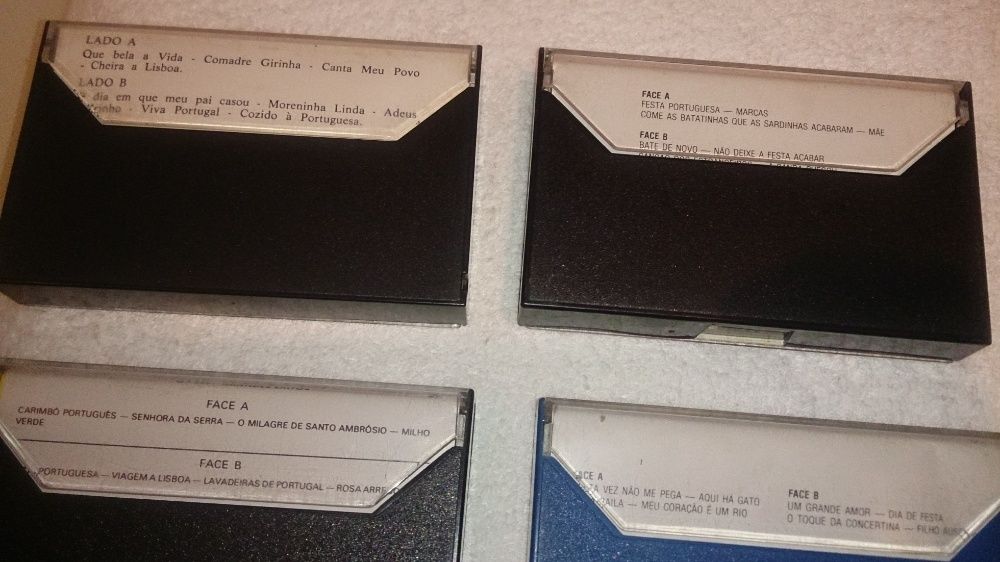 LADO A
Que bela a Vida - Comadre Girinha - Canta Meu Povo
- Cheira a Lisboa.
LADO B
dia em que meu pai casou - Moreninha Linda - Adeus
- Viva Portugal - Cozido à Portuguesa.
FACE A
FESTA PORTUGUESA — MARCAS
COME AS BATATINHAS QUE AS SARDINHAS ACABARAM — MÃE
FACE B
BATE DE NOVO — NÃO DEIXE A FESTA ACABAR
FACE A
CARIMBÓ PORTUGUÊS — SENHORA DA SERRA — O MILAGRE DE SANTO AMBRÓSIO — MILHO
VERDE
FACE B
PORTUGUESA — VIAGEM A LISBOA — LAVADEIRAS DE PORTUGAL — ROSA
FACE A
VEZ NÃO ME PEGA — AQUI HÁ GATO
— MEU CORAÇÃO É UM RIO
FACE B
UM GRANDE AMOR — DIA DE FESTA
O TOQUE DA CONCERTINA — FILHO